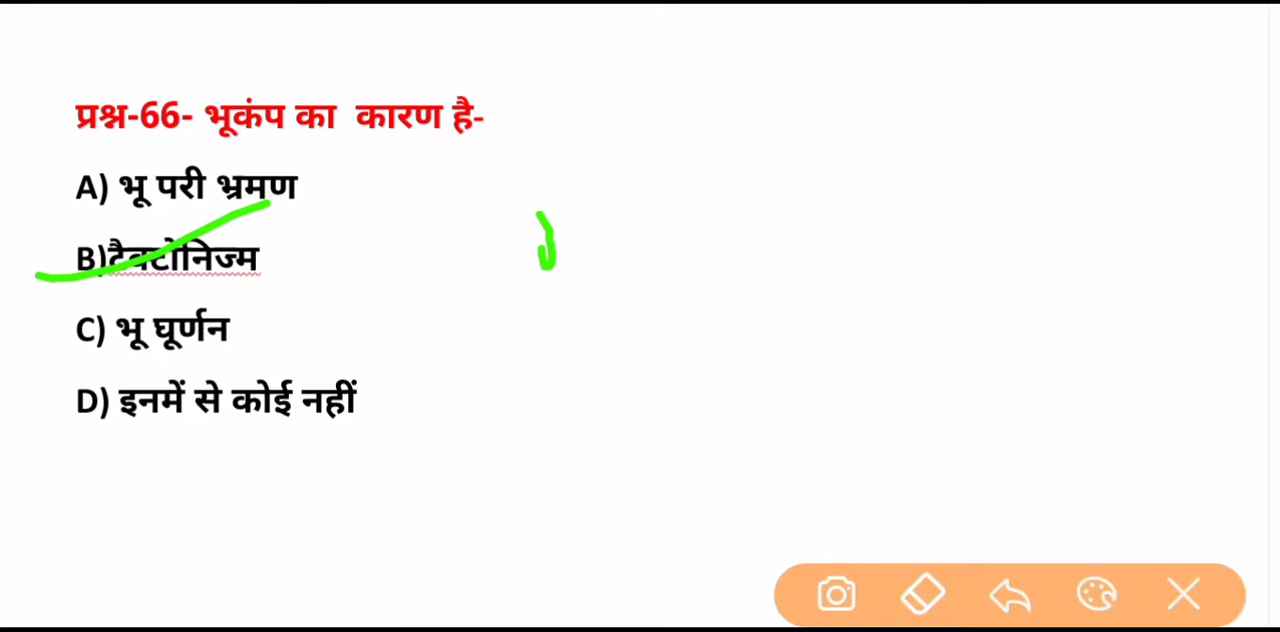 प्रश्न-66- भूकंप का कारण है-
A) भू परी भ्रमण
B)टैक्टोनिज्म
C) भू घूर्णन
D) इनमें से कोई नहीं